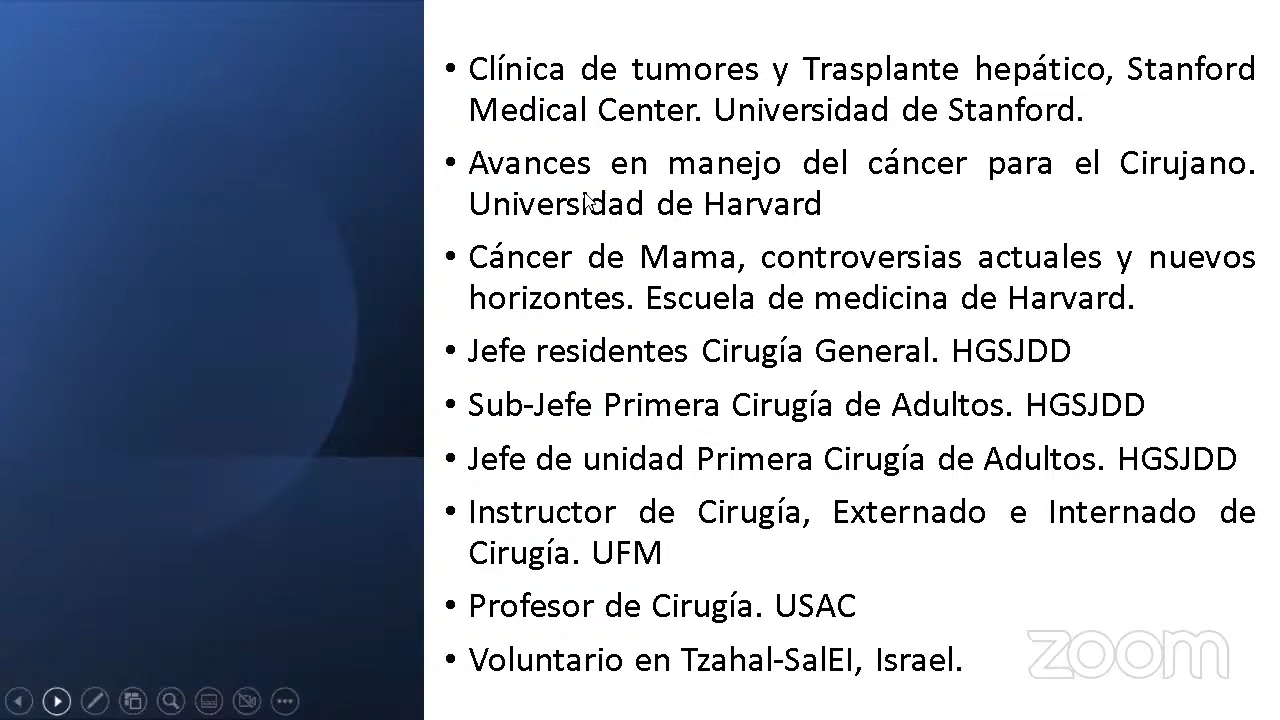 • Clínica de tumores y Trasplante hepático, Stanford
Medical Center. Universidad de Stanford.
• Avances en manejo del cáncer para el Cirujano.
Universidad de Harvard
• Cáncer de Mama, controversias actuales y nuevos
horizontes. Escuela de medicina de Harvard.
• Jefe residentes Cirugía General. HGSJDD
• Sub-Jefe Primera Cirugía de Adultos. HGSJDD
• Jefe de unidad Primera Cirugía de Adultos. HGSJDD
• Instructor de Cirugía, Externado e Internado de
Cirugía. UFM
• Profesor de Cirugía. USAC
• Voluntario en Tzahal-SalEI, Israel.
zoom